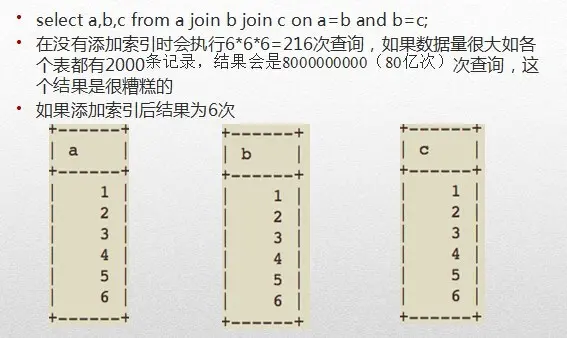 select a,b,c from a join b join c on a=b and b=c;
在没有添加索引时会执行6*6*6=216次查询，如果数据量很大如各
个表都有2000条记录，结果会是8000000000（80亿次）次查询，这
个结果是很糟糕的
如果添加索引后结果为6次
+------+ +------+ +------+
| a | | b | | c |
+------+ +------+ +------+
| 1 | | 1 | | 1 |
| 2 | | 2 | | 2 |
| 3 | | 3 | | 3 |
| 4 | | 4 | | 4 |
| 5 | | 5 | | 5 |
| 6 | | 6 | | 6 |
+------+ +------+ +------+